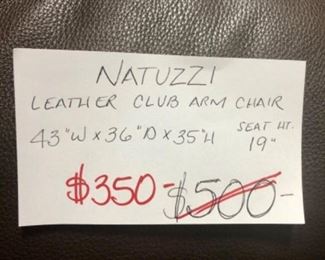 NATUZZI
LEATHER CLUB ARM CHAIR
43"W x 36"D x 35"H SEAT HT. 19"
$350- $500-